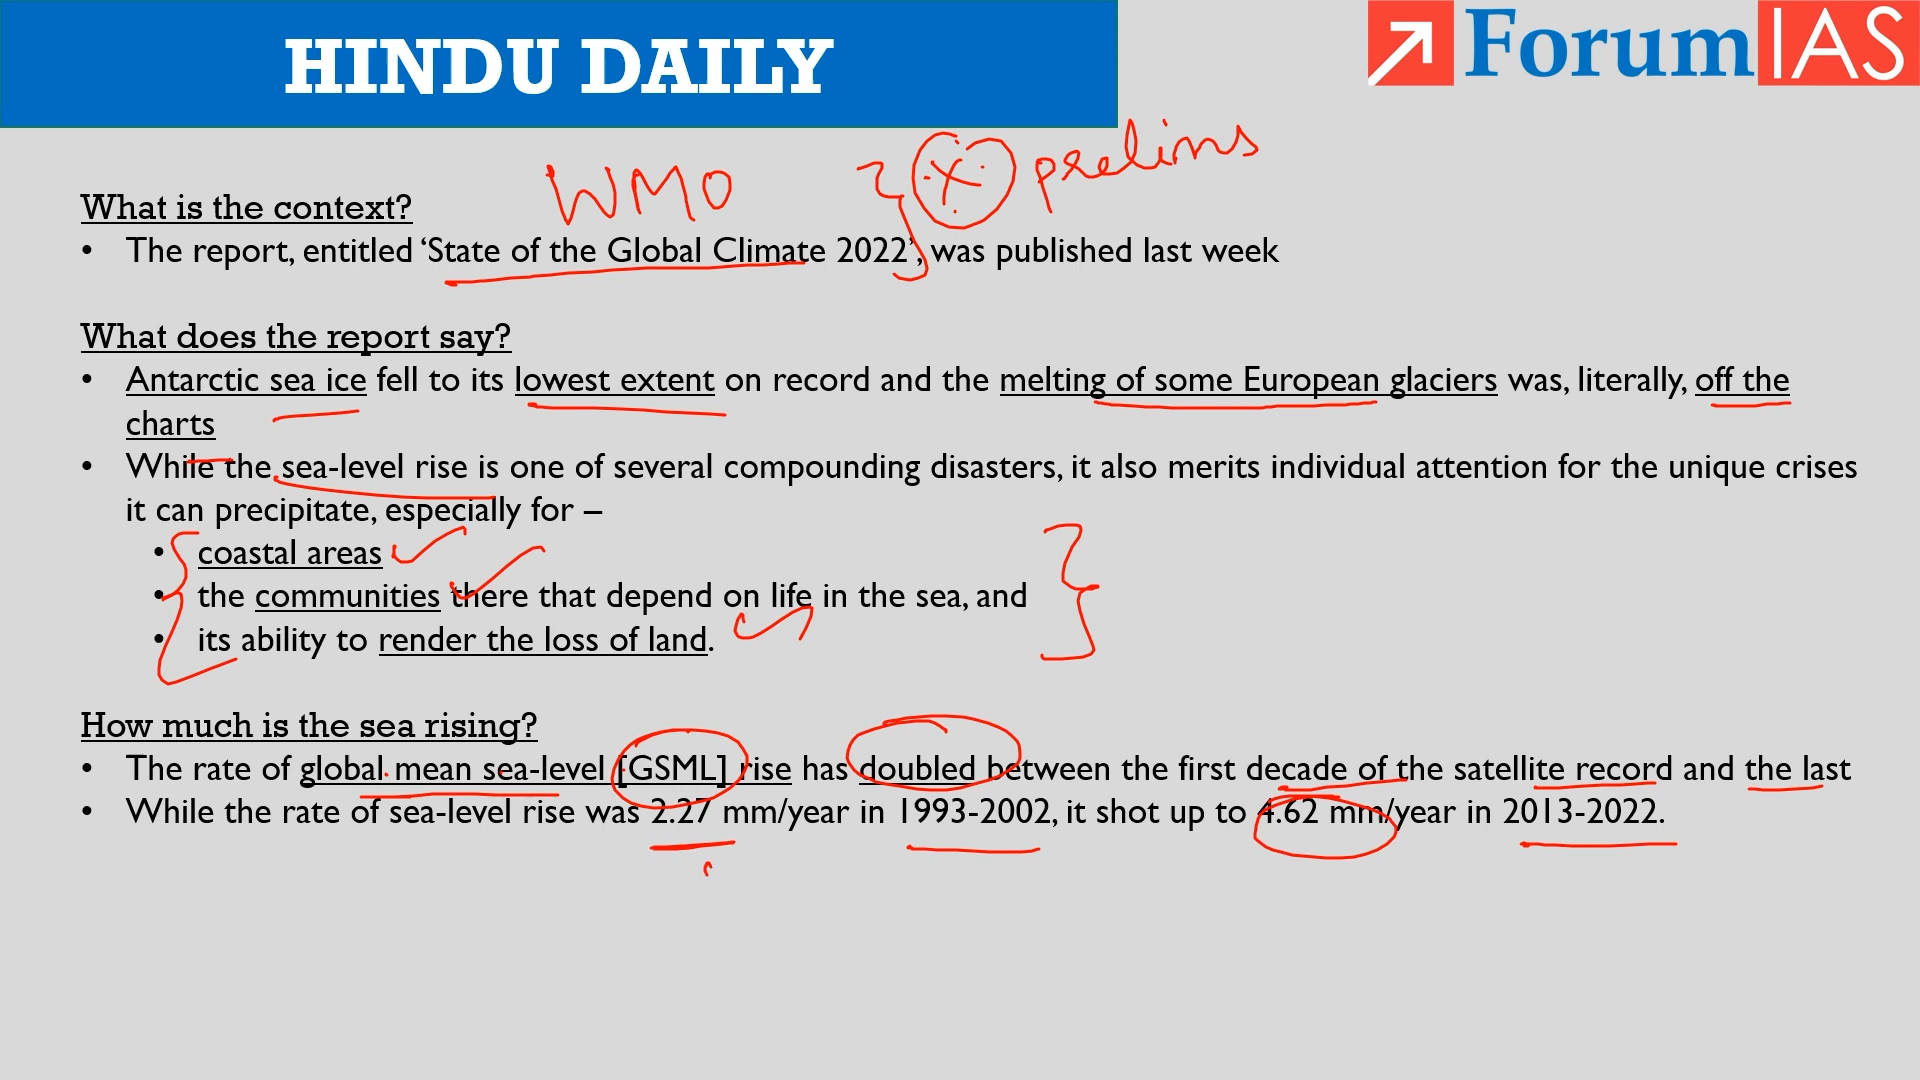 HINDU DAILY
Forum IAS
WMO
prelims
What is the context?
• The report, entitled ‘State of the Global Climate 2022’, was published last week
What does the report say?
• Antarctic sea ice fell to its lowest extent on record and the melting of some European glaciers was, literally, off the
charts
• While the sea-level rise is one of several compounding disasters, it also merits individual attention for the unique crises
it can precipitate, especially for –
• coastal areas
• the communities there that depend on life in the sea, and
• its ability to render the loss of land.
How much is the sea rising?
• The rate of global mean sea-level [GSML] rise has doubled between the first decade of the satellite record and the last
• While the rate of sea-level rise was 2.27 mm/year in 1993-2002, it shot up to 4.62 mm/year in 2013-2022.